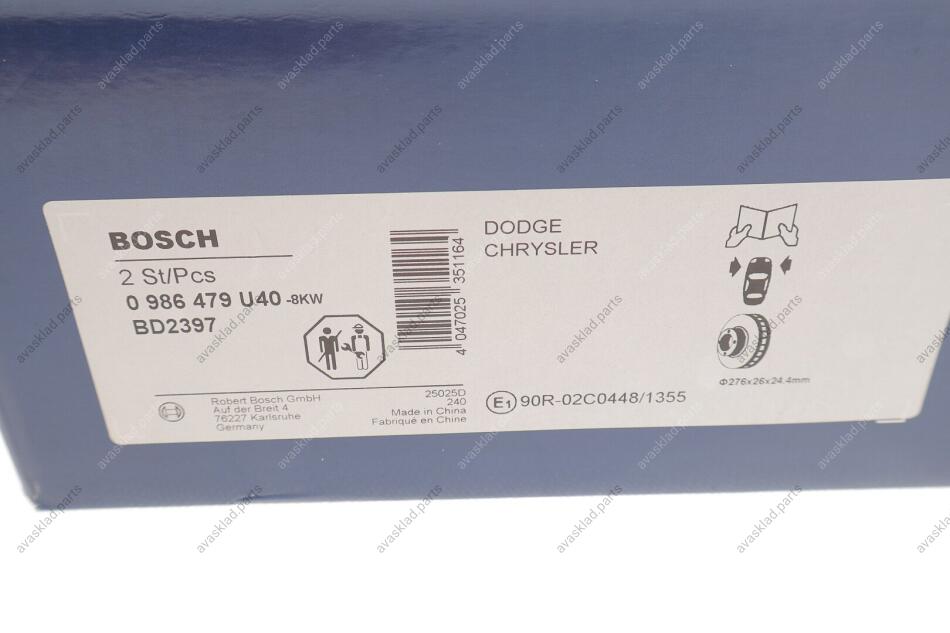 BOSCH
2 St/Pcs
0 986 479 U40 -8KW
BD2397
Robert Bosch GmbH
Auf der Breit 4
76227 Karlsruhe
Germany
25025D
240
Made in China
Fabriqué en Chine
4 047025 351164
DODGE
CHRYSLER
E1 90R-02C0448/1355
Φ276x26x24.4mm
avasklad.parts